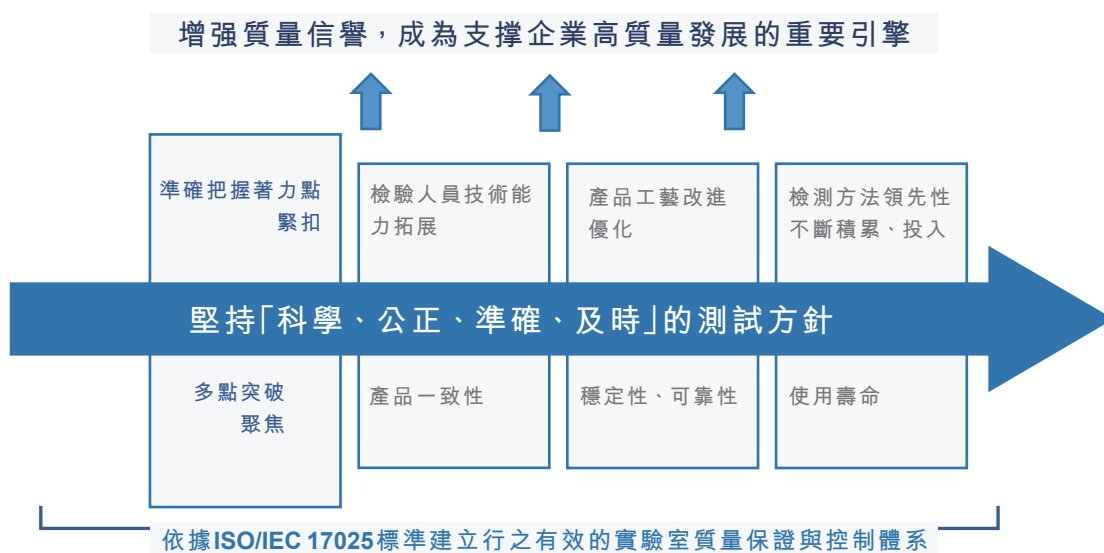 增强質量信譽，成為支撐企業高質量發展的重要引擎
準確把握著力點
緊扣
檢驗人員技術能
力拓展
產品工藝改進
優化
檢測方法領先性
不斷積累、投入
堅持「科學、公正、準確、及時」的測試方針
多點突破
聚焦
產品一致性
穩定性、可靠性
使用壽命
依據ISO/IEC 17025標準建立行之有效的實驗室質量保證與控制體系